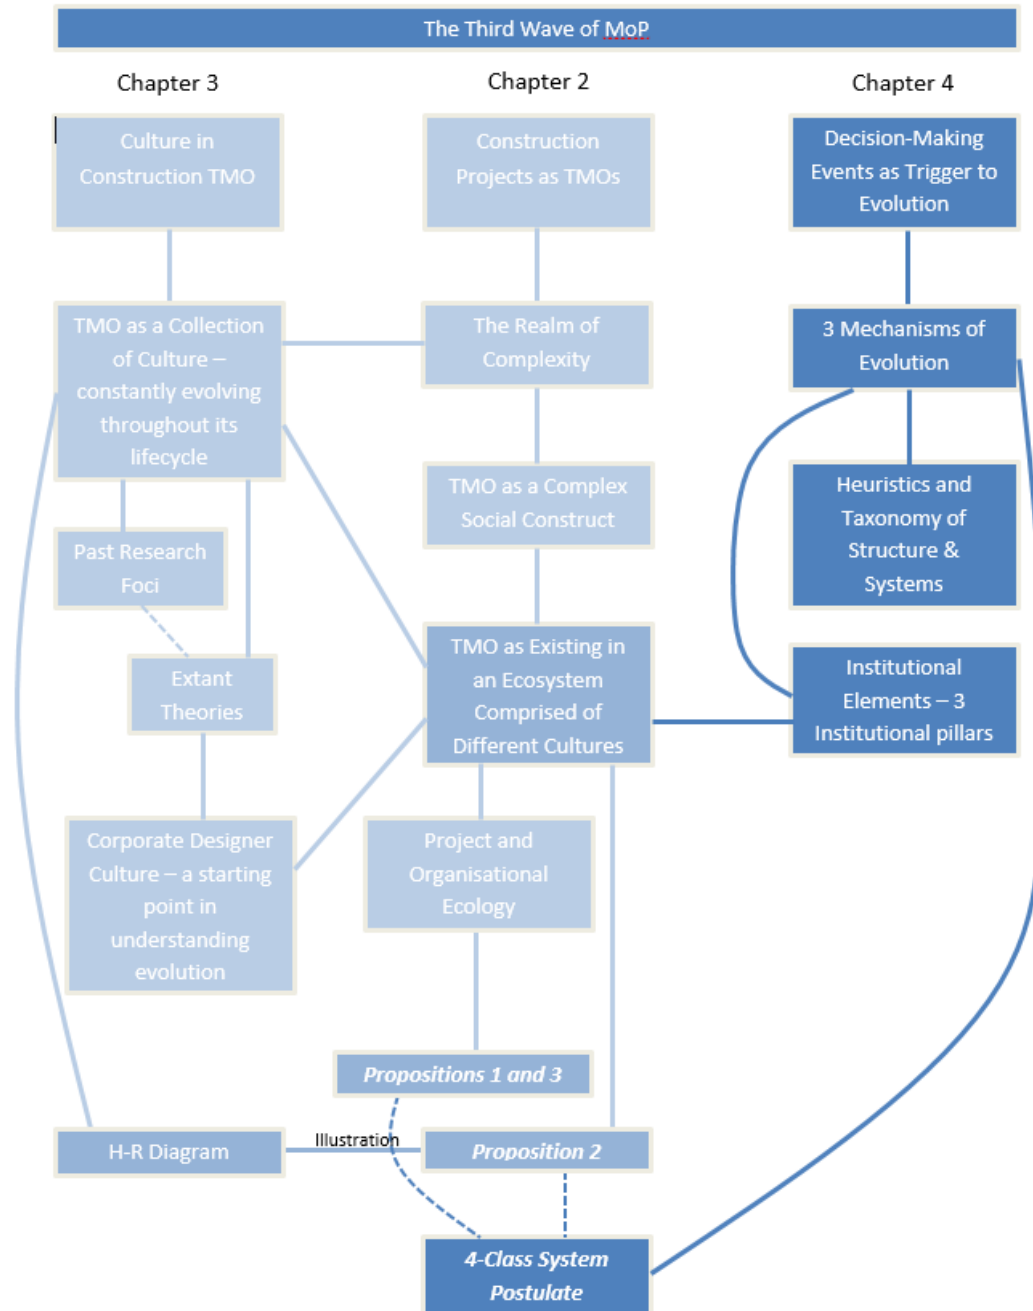 The Third Wave of MoP
Chapter 3
Chapter 2
Chapter 4
Culture in
Construction TMO
Construction
Projects as TMOs
Decision-Making
Events as Trigger to
Evolution
TMO as a Collection
of Culture –
constantly evolving
throughout its
lifecycle
The Realm of
Complexity
3 Mechanisms of
Evolution
TMO as a Complex
Social Construct
Heuristics and
Taxonomy of
Structure &
Systems
Past Research
Foci
Extant
Theories
TMO as Existing in
an Ecosystem
Comprised of
Different Cultures
Institutional
Elements – 3
Institutional pillars
Corporate Designer
Culture – a starting
point in
understanding
evolution
Project and
Organisational
Ecology
Propositions 1 and 3
H-R Diagram
Illustration
Proposition 2
4-Class System
Postulate